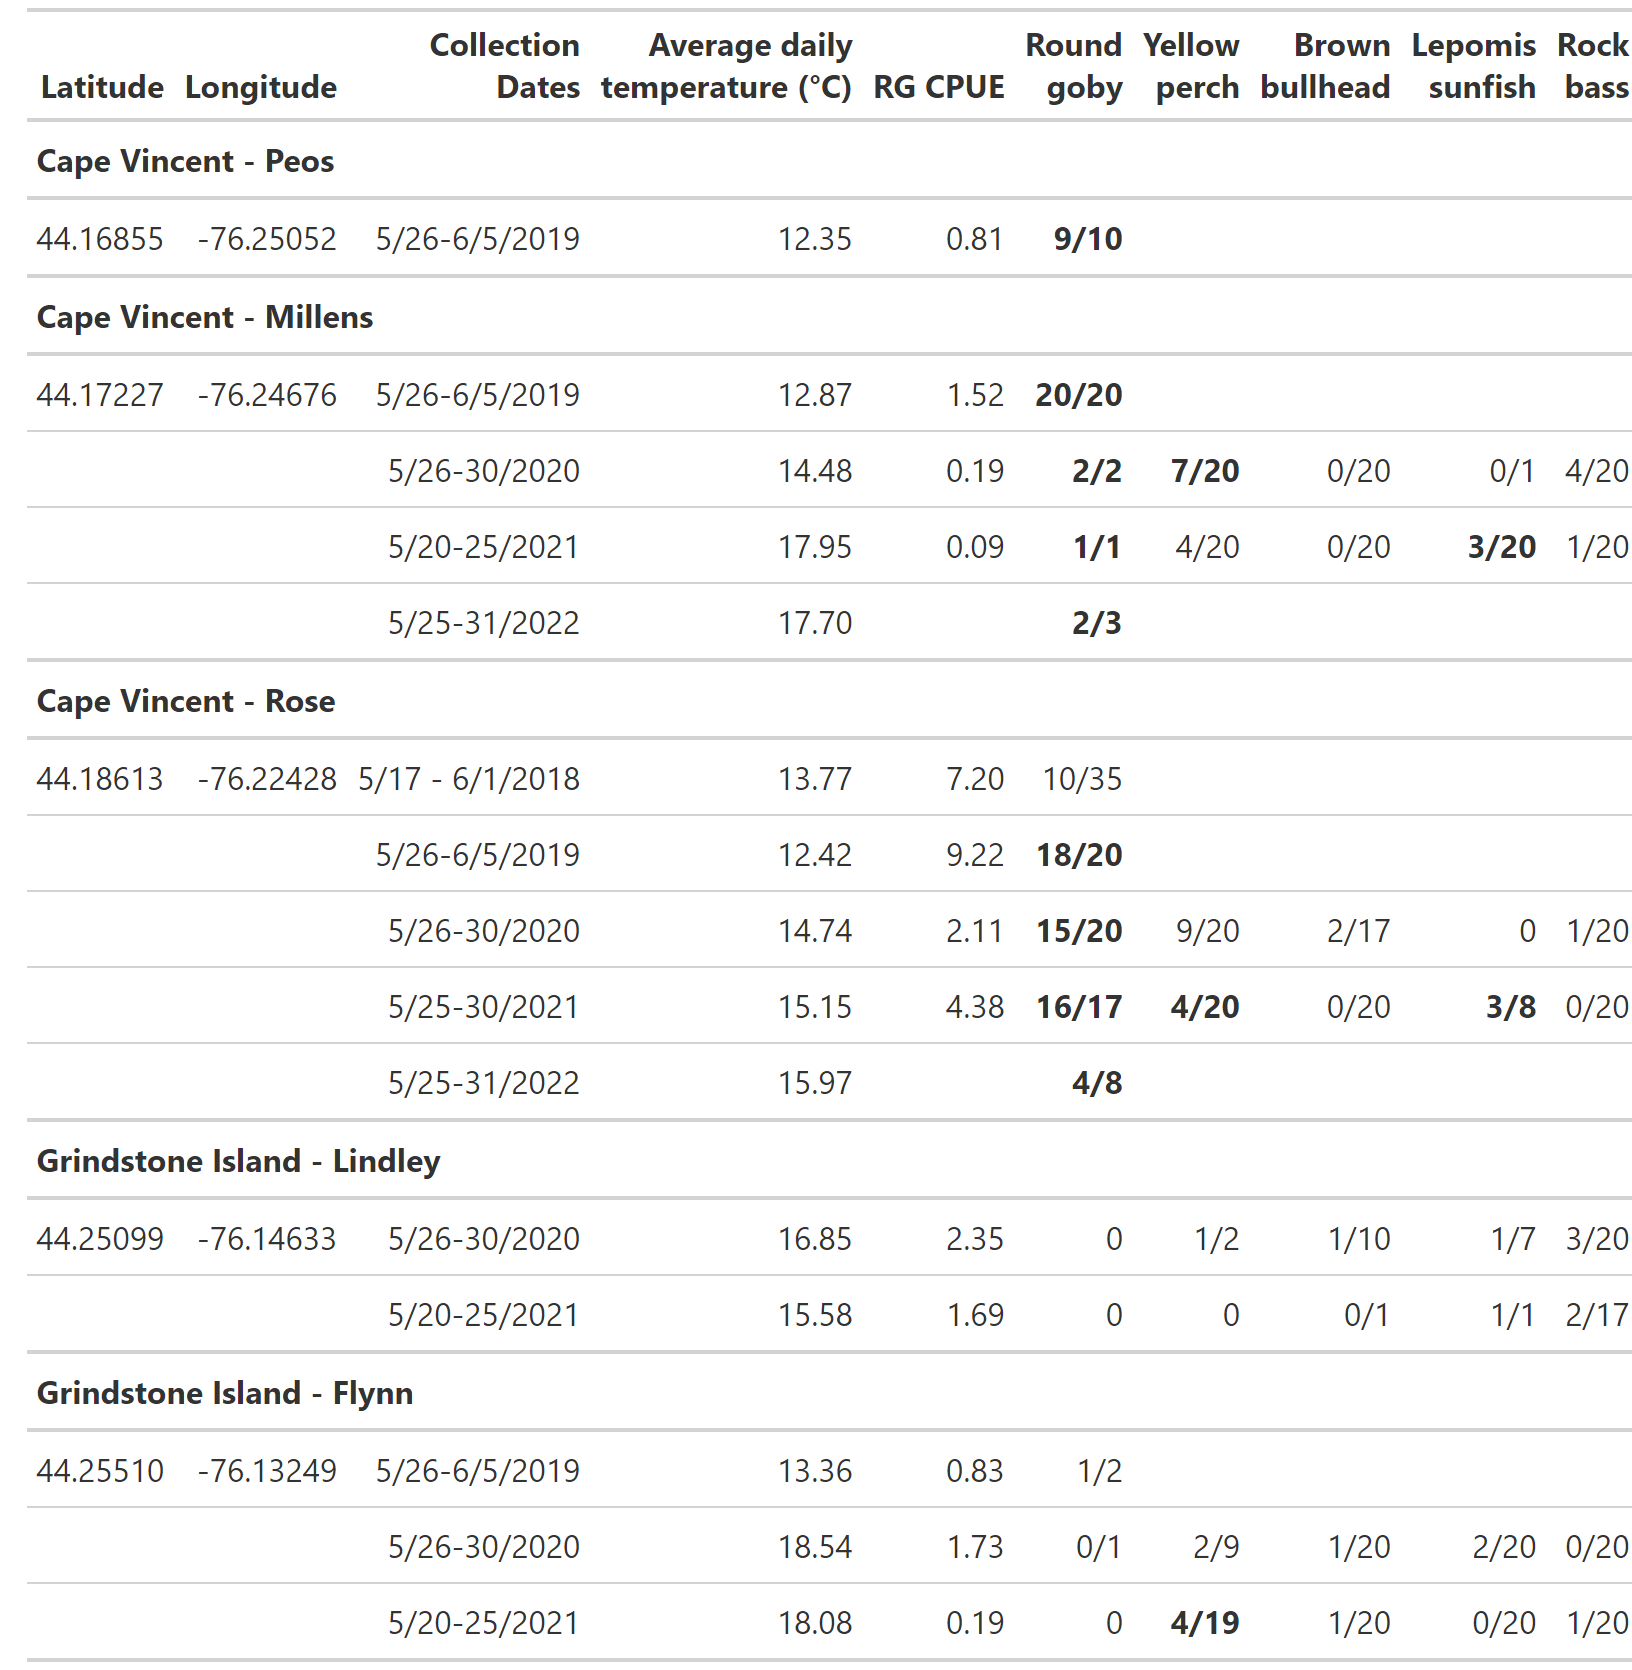 Latitude Longitude Collection Dates Average daily temperature (°C) RG CPUE Round goby Yellow perch Brown bullhead Lepomis sunfish Rock bass
Cape Vincent - Peos
44.16855 -76.25052 5/26-6/5/2019 12.35 0.81 9/10
Cape Vincent - Millens
44.17227 -76.24676 5/26-6/5/2019 12.87 1.52 20/20
5/26-30/2020 14.48 0.19 2/2 7/20 0/20 0/1 4/20
5/20-25/2021 17.95 0.09 1/1 4/20 0/20 3/20 1/20
5/25-31/2022 17.70 2/3
Cape Vincent - Rose
44.18613 -76.22428 5/17 - 6/1/2018 13.77 7.20 10/35
5/26-6/5/2019 12.42 9.22 18/20
5/26-30/2020 14.74 2.11 15/20 9/20 2/17 0 1/20
5/25-30/2021 15.15 4.38 16/17 4/20 0/20 3/8 0/20
5/25-31/2022 15.97 4/8
Grindstone Island - Lindley
44.25099 -76.14633 5/26-30/2020 16.85 2.35 0 1/2 1/10 1/7 3/20
5/20-25/2021 15.58 1.69 0 0 0/1 1/1 2/17
Grindstone Island - Flynn
44.25510 -76.13249 5/26-6/5/2019 13.36 0.83 1/2
5/26-30/2020 18.54 1.73 0/1 2/9 1/20 2/20 0/20
5/20-25/2021 18.08 0.19 0 4/19 1/20 0/20 1/20